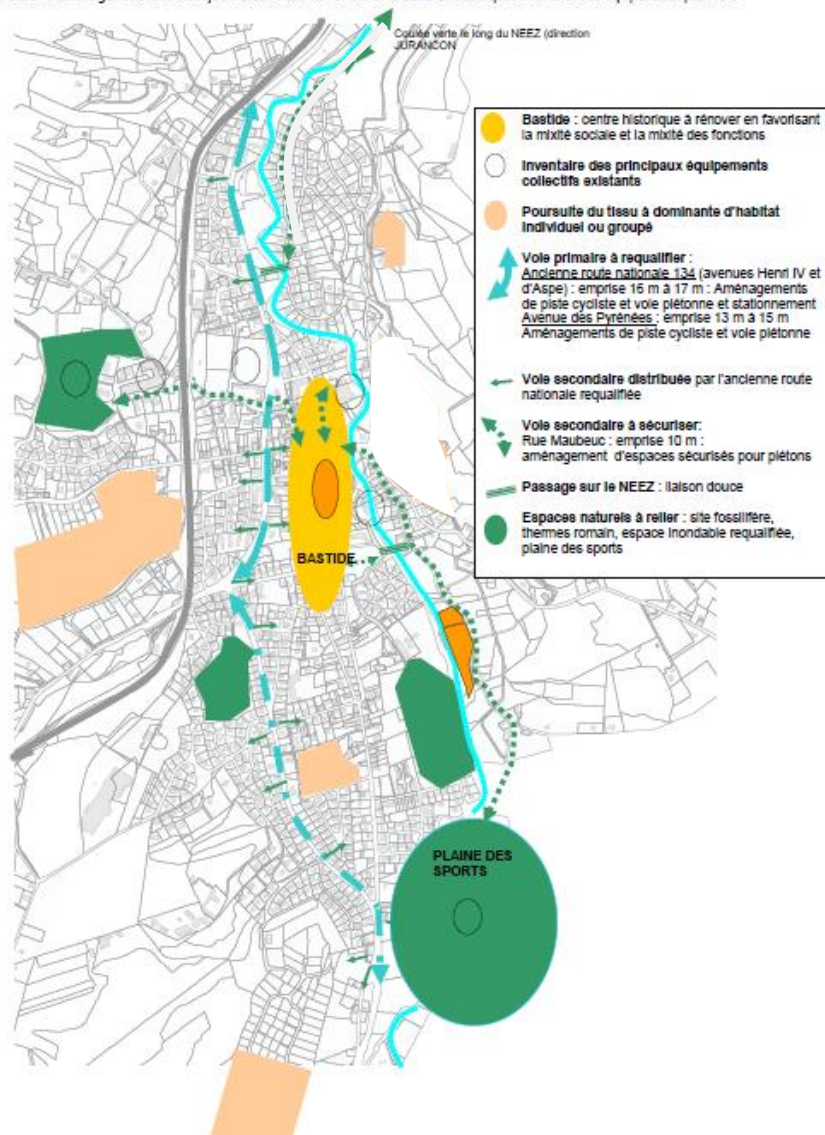 Coulée verte le long du NEEZ (direction
JURANCON
Bastide : centre historique à rénover en favorisant
la mixité sociale et la mixité des fonctions
Inventaire des principaux équipements
collectifs existants
Poursuite du tissu à dominante d'habitat
individuel ou groupé
Voie primaire à requalifier :
Ancienne route nationale 134 (avenues Henri IV et
d'Aspe) : emprise 16 m à 17 m : Aménagements
de piste cycliste et voie piétonne et stationnement
Avenue des Pyrénées : emprise 13 m à 15 m
Aménagements de piste cycliste et voie piétonne
Voie secondaire distribuée par l'ancienne route
nationale requalifiée
Voie secondaire à sécuriser:
Rue Maubeuc : emprise 10 m :
aménagement d'espaces sécurisés pour piétons
Passage sur le NEEZ : liaison douce
Espaces naturels à relier : site fossilifère,
thermes romain, espace inondable requalifiée,
plaine des sports
BASTIDE
PLAINE DES
SPORTS